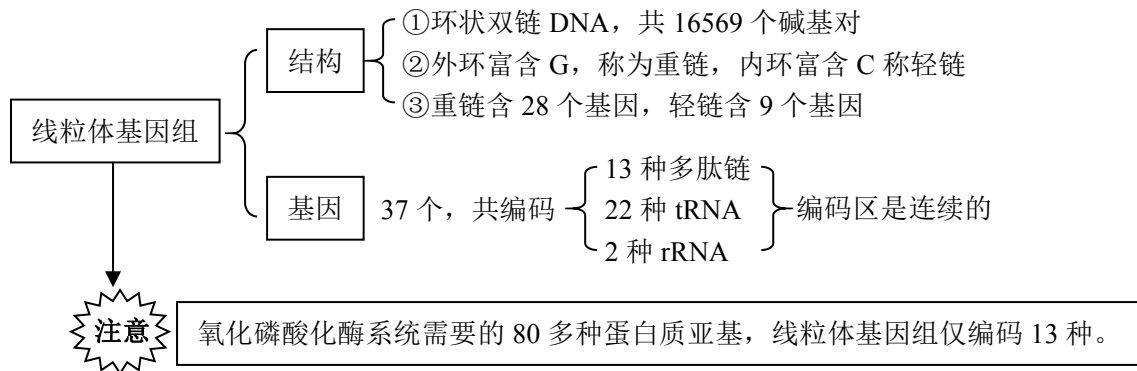 ①环状双链 DNA，共 16569 个碱基对
结构
②外环富含 G，称为重链，内环富含 C 称轻链
③重链含 28 个基因，轻链含 9 个基因
线粒体基因组
13 种多肽链
基因 37 个，共编码 22 种 tRNA 编码区是连续的
2 种 rRNA
注意 氧化磷酸化酶系统需要的 80 多种蛋白质亚基，线粒体基因组仅编码 13 种。